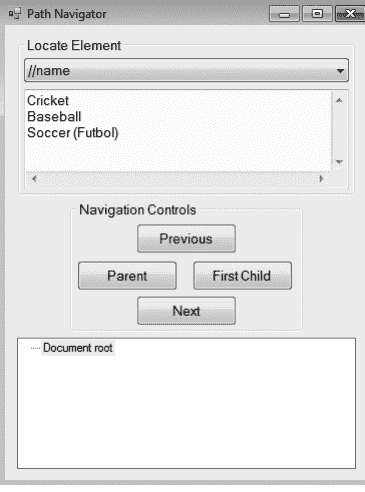 Path Navigator
Locate Element
//name
Cricket
Baseball
Soccer (Futbol)
Navigation Controls
Previous
Parent First Child
Next
Document root